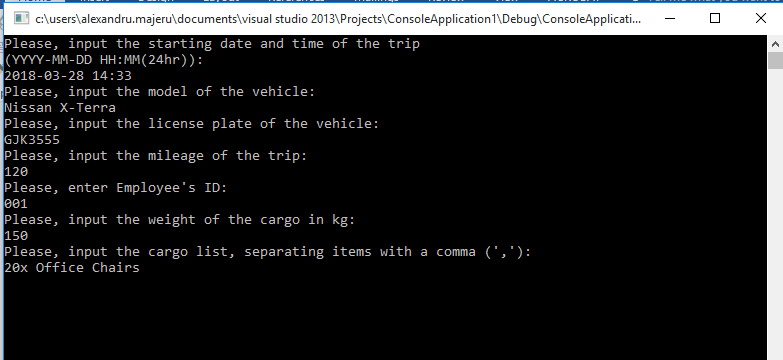 c:\users\alexandru.majeru\documents\visual studio 2013\Projects\ConsoleApplication1\Debug\ConsoleApplicati...
Please, input the starting date and time of the trip
(YYYY-MM-DD HH:MM(24hr)):
2018-03-28 14:33
Please, input the model of the vehicle:
Nissan X-Terra
Please, input the license plate of the vehicle:
GJK3555
Please, input the mileage of the trip:
120
Please, enter Employee's ID:
001
Please, input the weight of the cargo in kg:
150
Please, input the cargo list, separating items with a comma (','):
20x Office Chairs